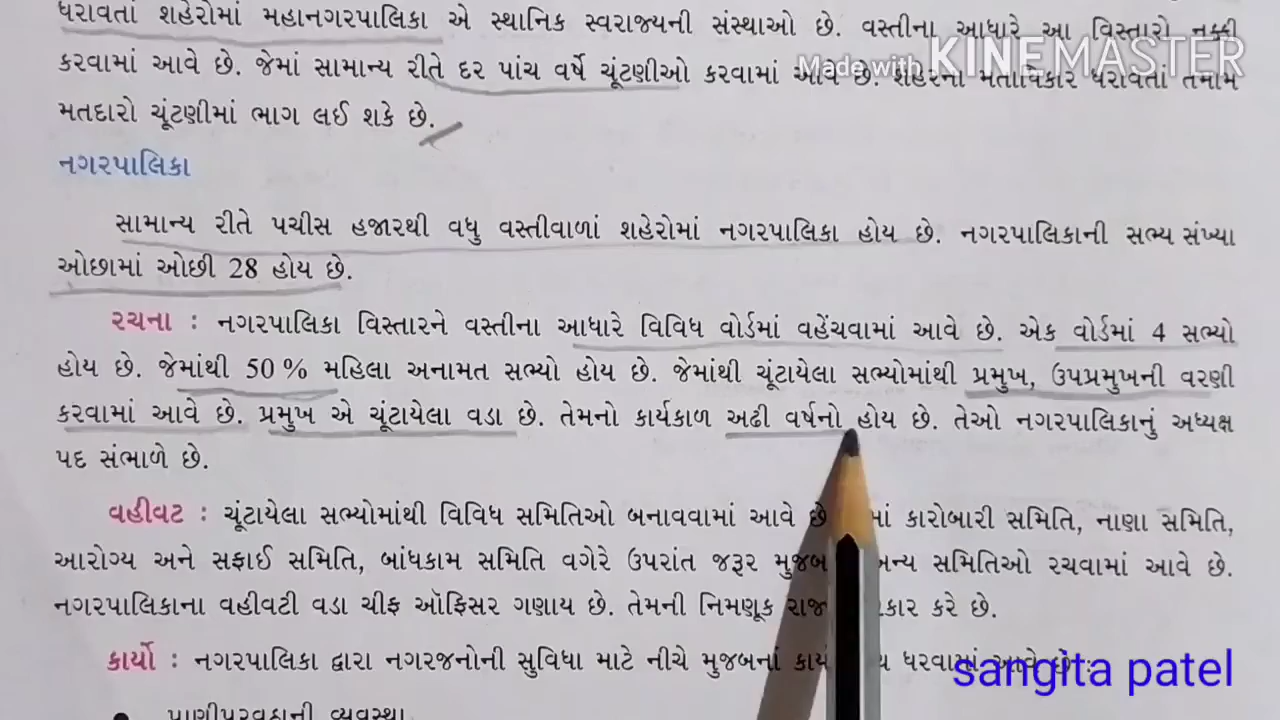 ધરાવતાં શહેરોમાં મહાનગરપાલિકા એ સ્થાનિક સ્વરાજ્યની સંસ્થાઓ છે. વસ્તીના આધારે આ વિસ્તારો નક્કી
કરવામાં આવે છે. જેમાં સામાન્ય રીતે દર પાંચ વર્ષે ચૂંટણીઓ કરવામાં આવે છે. શહેરના મતાધિકાર ધરાવતા તમામ
Made with KINEMASTER
મતદારો ચૂંટણીમાં ભાગ લઈ શકે છે.
નગરપાલિકા
સામાન્ય રીતે પચીસ હજારથી વધુ વસ્તીવાળાં શહેરોમાં નગરપાલિકા હોય છે. નગરપાલિકાની સભ્ય સંખ્યા
ઓછામાં ઓછી 28 હોય છે.
રચના : નગરપાલિકા વિસ્તારને વસ્તીના આધારે વિવિધ વોર્ડમાં વહેંચવામાં આવે છે. એક વોર્ડમાં 4 સભ્યો
હોય છે. જેમાંથી 50 % મહિલા અનામત સભ્યો હોય છે. જેમાંથી ચૂંટાયેલા સભ્યોમાંથી પ્રમુખ, ઉપપ્રમુખની વરણી
કરવામાં આવે છે. પ્રમુખ એ ચૂંટાયેલા વડા છે. તેમનો કાર્યકાળ અઢી વર્ષનો હોય છે. તેઓ નગરપાલિકાનું અધ્યક્ષ
પદ સંભાળે છે.
વહીવટ : ચૂંટાયેલા સભ્યોમાંથી વિવિધ સમિતિઓ બનાવવામાં આવે છે કારોબારી સમિતિ, નાણા સમિતિ,
આરોગ્ય અને સફાઈ સમિતિ, બાંધકામ સમિતિ વગેરે ઉપરાંત જરૂર મુજબ અન્ય સમિતિઓ રચવામાં આવે છે.
નગરપાલિકાના વહીવટી વડા ચીફ ઑફિસર ગણાય છે. તેમની નિમણૂક કરે છે.
કાર્યો : નગરપાલિકા દ્વારા નગરજનોની સુવિધા માટે નીચે મુજબનાં ધરવામાં આવે છે :
sangita patel
● પાણીપુરવઠાની વ્યવસ્થા